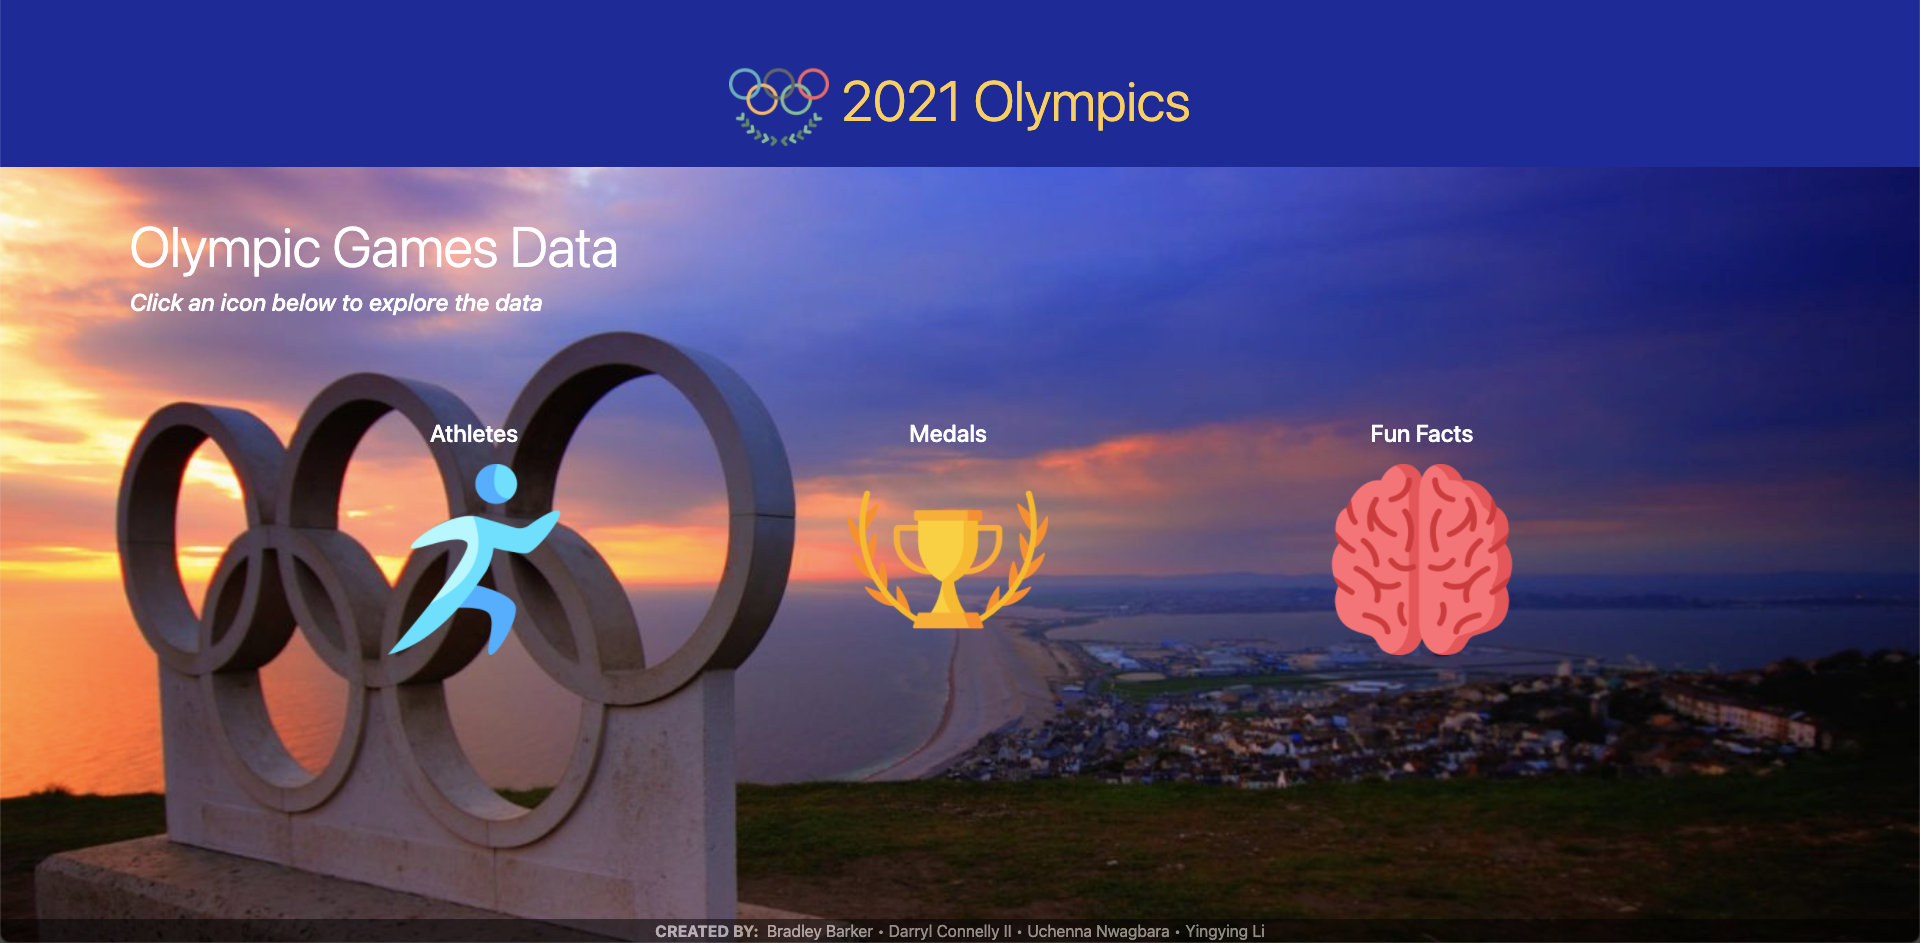 2021 Olympics
Olympic Games Data
Click an icon below to explore the data
Athletes
Medals
Fun Facts
CREATED BY: Bradley Barker • Darryl Connelly II • Uchenna Nwagbara • Yingying Li